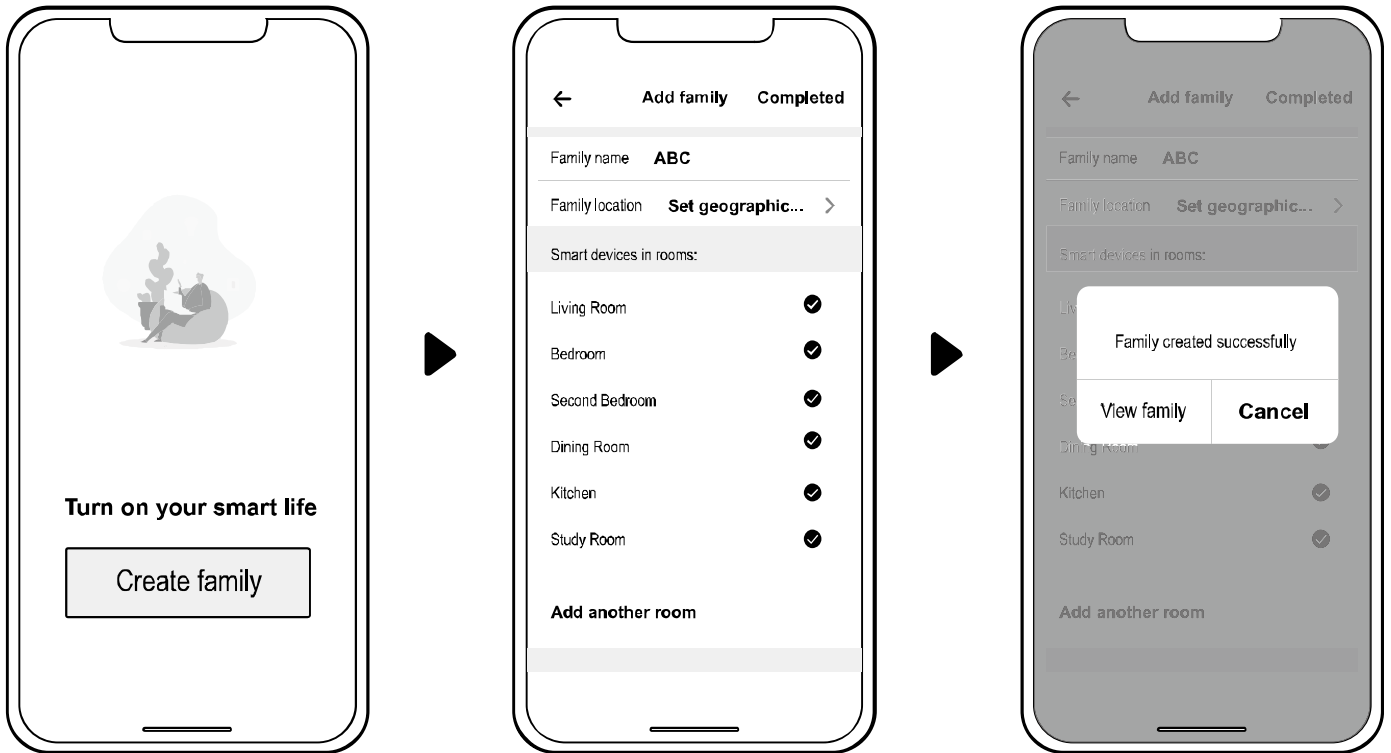 Turn on your smart life
Create family
Add family Completed
Family name ABC
Family location Set geographic...
Smart devices in rooms:
Living Room
Bedroom
Second Bedroom
Dining Room
Kitchen
Study Room
Add another room
Add family Completed
Family name ABC
Family location Set geographic...
Smart devices in rooms:
Family created successfully
View family Cancel
Dining Room
Kitchen
Study Room
Add another room